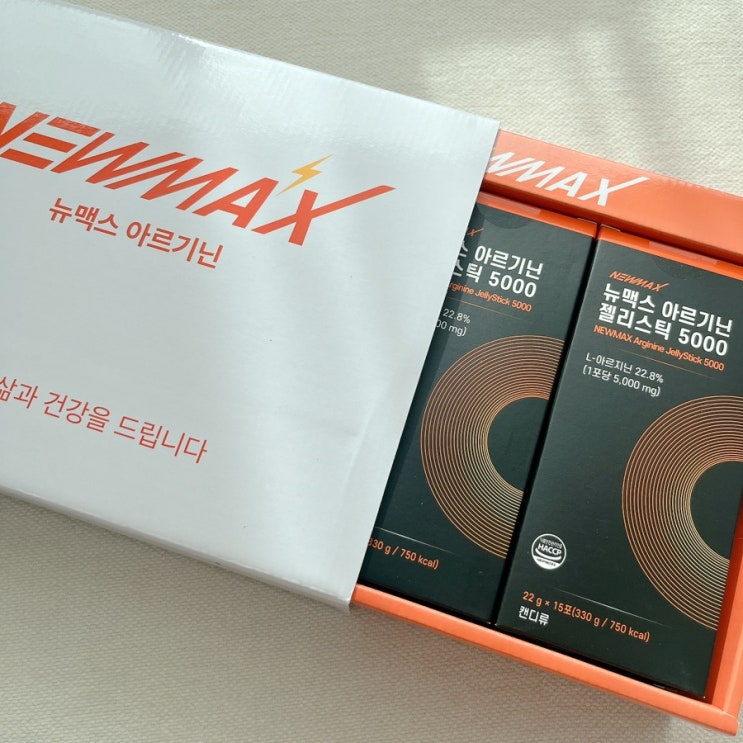 NEWMAX
뉴맥스 아르기닌
삶과 건강을 드립니다
NEWMAX
스 아르기닌
스틱 5000
Arginine JellyStick 5000
22.8%
00 mg)
330 g / 750 kcal)
NEWMAX
뉴맥스 아르기닌
젤리스틱 5000
NEWMAX Arginine JellyStick 5000
L-아르지닌 22.8%
(1포당 5,000 mg)
HACCP
22 g × 15포(330 g / 750 kcal)
캔디류